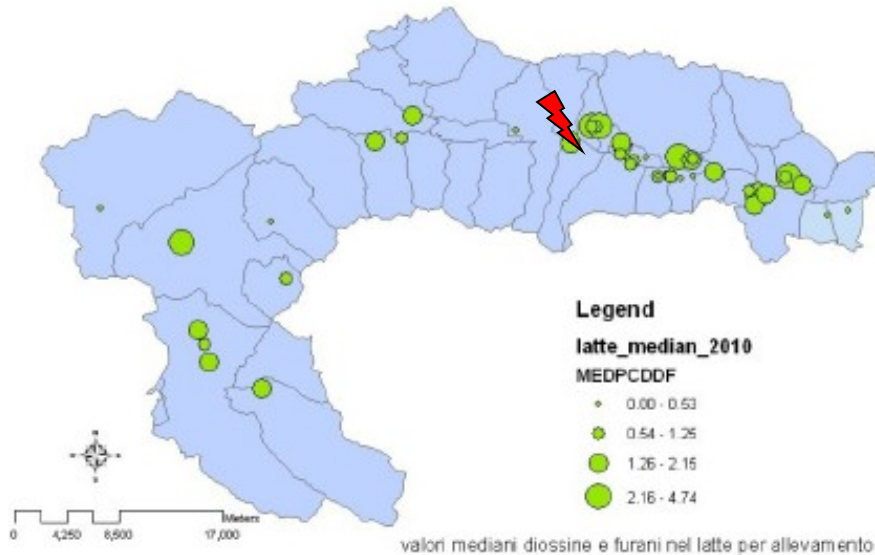 Legend
latte_median_2010
MEDPCDDF
0.00 - 0.53
0.54 - 1.25
1.26 - 2.15
2.16 - 4.74
Meters
0 4,250 8,500 17,000
valori mediani diossine e furani nel latte per allevamento